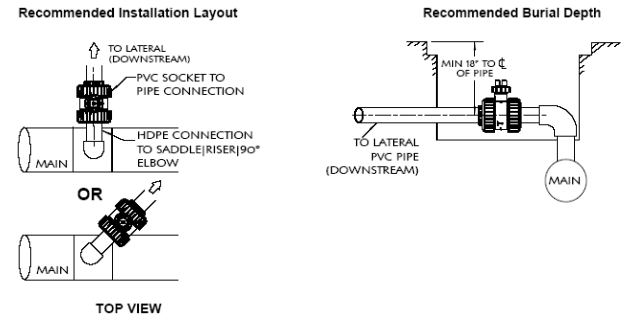 Recommended Installation Layout
TO LATERAL
(DOWNSTREAM)
PVC SOCKET TO
PIPE CONNECTION
HDPE CONNECTION
TO SADDLE|RISER|90°
ELBOW
MAIN
OR
MAIN
TOP VIEW
Recommended Burial Depth
MIN 18" TO ℄
OF PIPE
TO LATERAL
PVC PIPE
(DOWNSTREAM)
MAIN